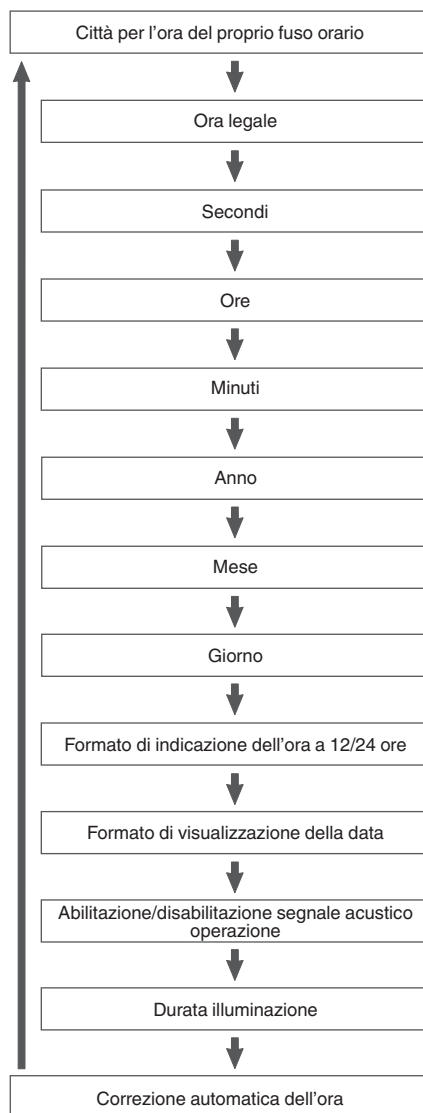 Città per l'ora del proprio fuso orario
Ora legale
Secondi
Ore
Minuti
Anno
Mese
Giorno
Formato di indicazione dell'ora a 12/24 ore
Formato di visualizzazione della data
Abilitazione/disabilitazione segnale acustico
operazione
Durata illuminazione
Correzione automatica dell'ora